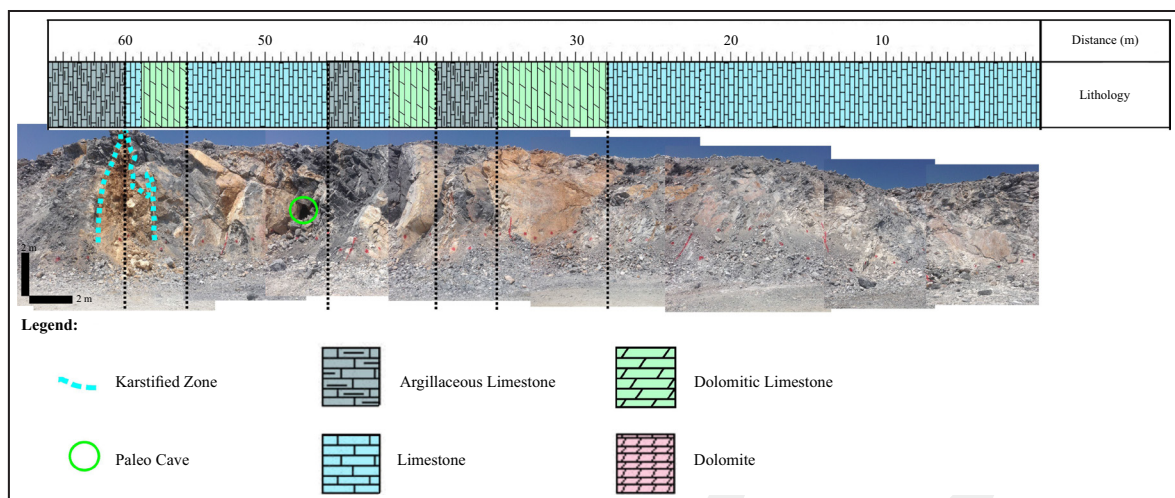 60 50 40 30 20 10 Distance (m)
Lithology
2 m
2 m
Legend:
Karstified Zone Argillaceous Limestone Dolomitic Limestone
Paleo Cave Limestone Dolomite